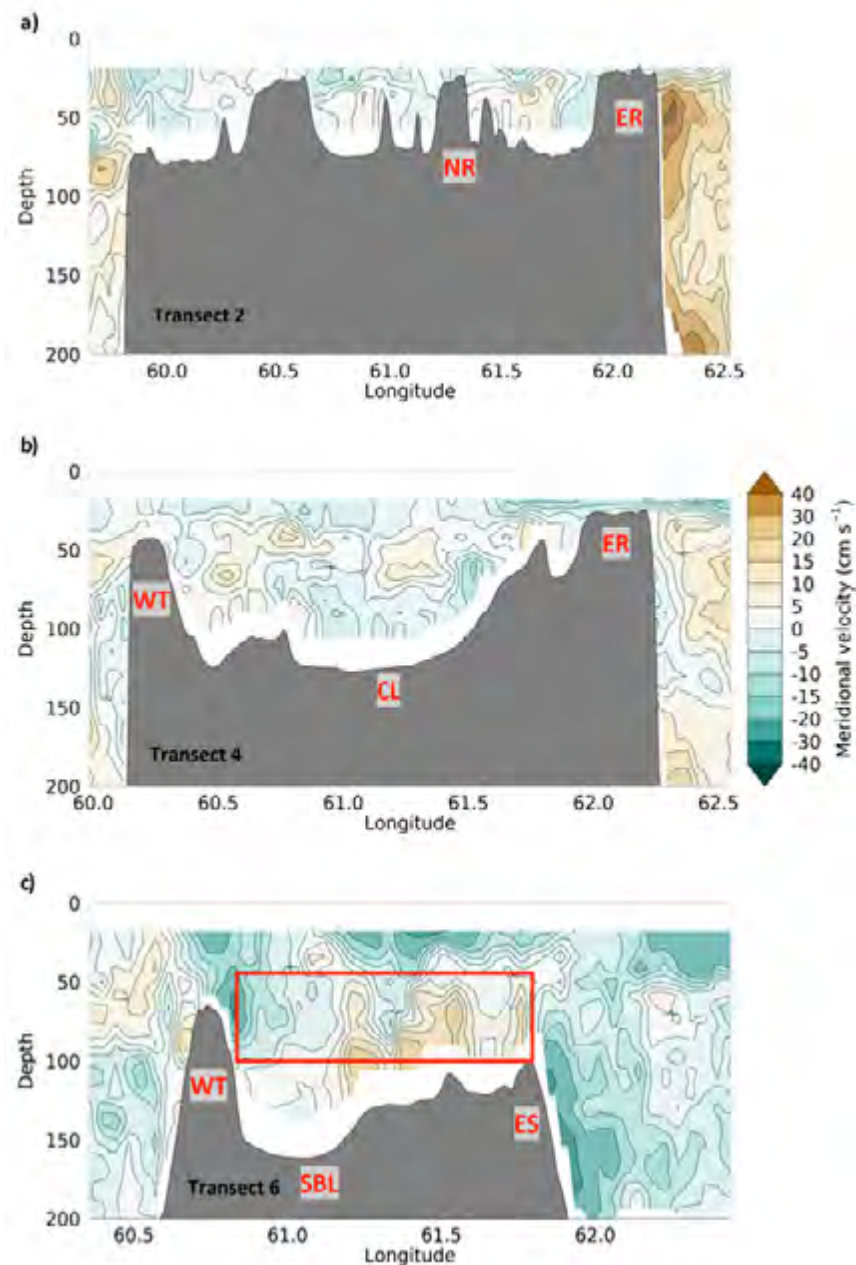 a)
0
50
100
150
200
Depth
ER
NR
Transect 2
60.0 60.5 61.0 61.5 62.0 62.5
Longitude
b)
0
50
100
150
200
Depth
WT
ER
CL
Transect 4
60.0 60.5 61.0 61.5 62.0 62.5
Longitude
40
30
20
15
10
5
0
-5
-10
-15
-20
-30
-40
Meridional velocity (cm s⁻¹)
c)
0
50
100
150
200
Depth
WT
ES
SBL
Transect 6
60.5 61.0 61.5 62.0
Longitude